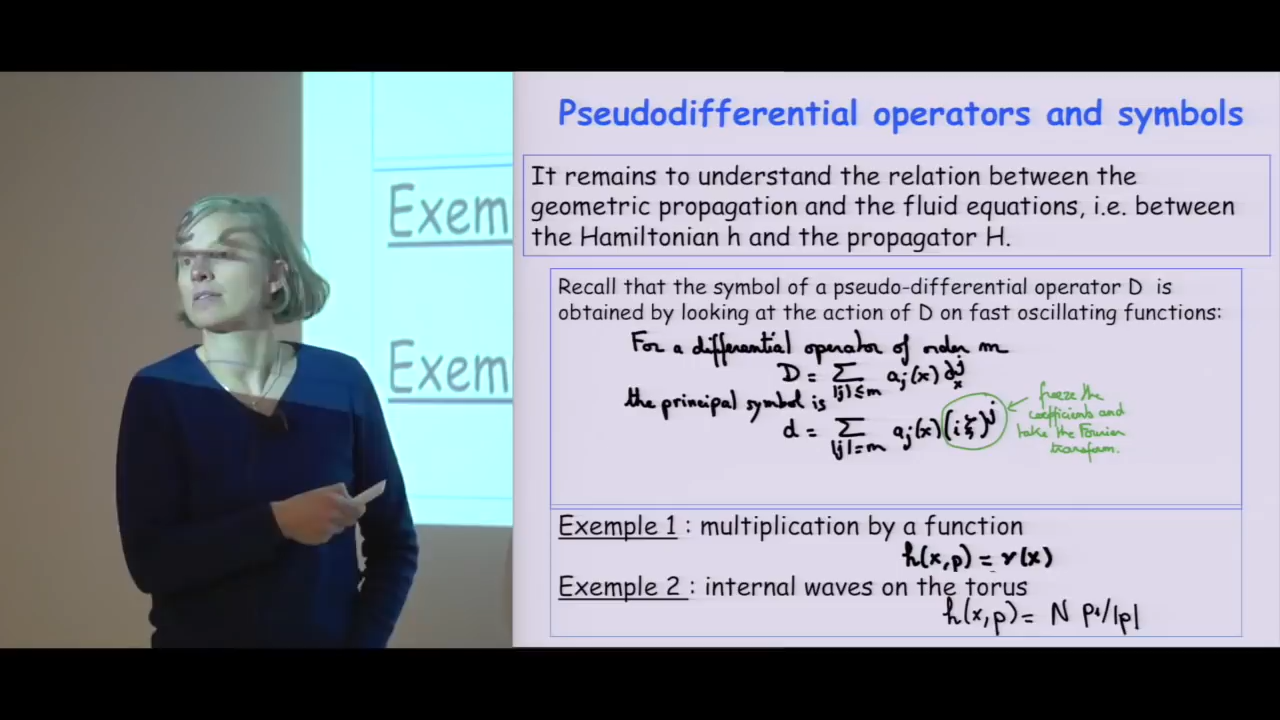 Exem
Exem
Pseudodifferential operators and symbols
It remains to understand the relation between the
geometric propagation and the fluid equations, i.e. between
the Hamiltonian h and the propagator H.
Recall that the symbol of a pseudo-differential operator D is
obtained by looking at the action of D on fast oscillating functions:
For a differential operator of order m
D = ∑_{|j|≤m} a_j(x) ∂_x^j
the principal symbol is
d = ∑_{|j|=m} a_j(x) (iξ)^j
freeze the
coefficients and
take the Fourier
transform.
Exemple 1 : multiplication by a function
h(x,p) = r(x)
Exemple 2 : internal waves on the torus
h(x,p) = N p₁/|p|